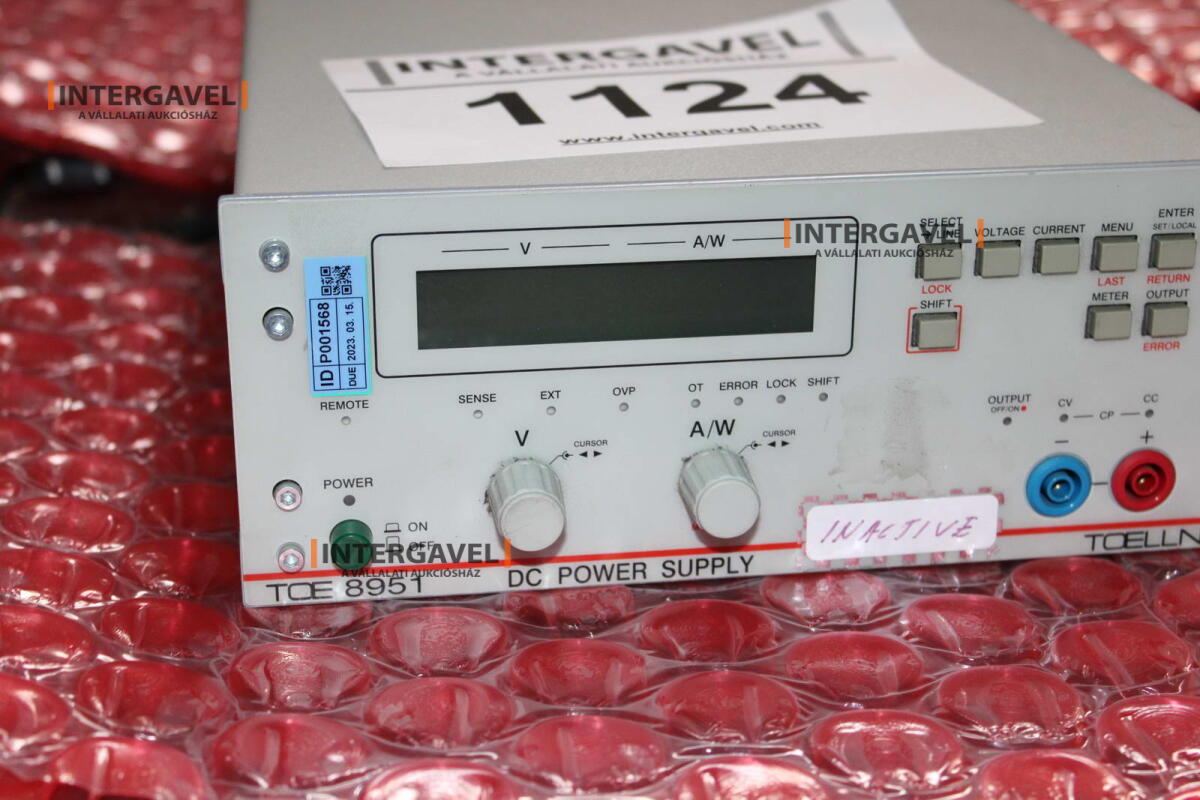 INTERGAVEL
A VÁLLALATI AUKCIÓSHÁZ
1124
www.intergavel.com
INTERGAVEL
A VÁLLALATI AUKCIÓSHÁZ
INTERGAVEL
A VÁLLALATI AUKCIÓSHÁZ
V
A/W
SELECT
LINE
VOLTAGE
CURRENT
MENU
ENTER
SET/LOCAL
LOCK
LAST
RETURN
SHIFT
METER
OUTPUT
ERROR
ID P001568
DUE 2023. 03. 15.
REMOTE
SENSE
EXT
OVP
OT
ERROR
LOCK
SHIFT
OUTPUT
OFF/ON
CV
CP
CC
V
CURSOR
A/W
CURSOR
− +
POWER
ON
OFF
INACTIVE
INTERGAVEL
A VÁLLALATI AUKCIÓSHÁZ
TOE 8951
DC POWER SUPPLY
TOELLN